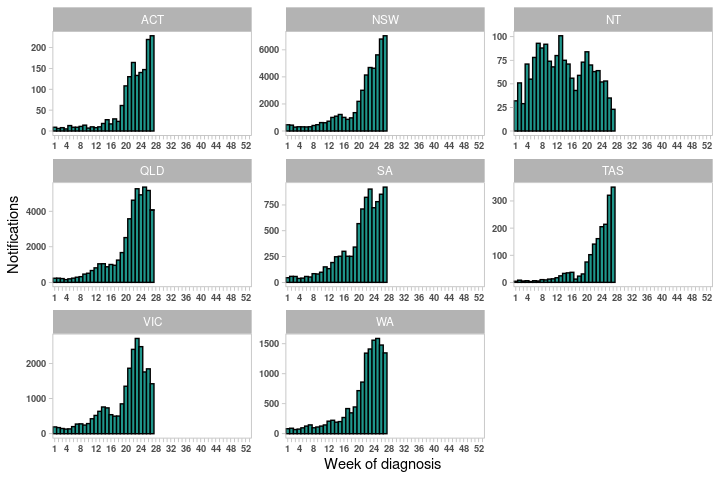 ACT NSW NT
200 6000 100
150 75
4000
100 50
2000
50 25
0 0 0
1 4 8 12 16 20 24 28 32 36 40 44 48 52 1 4 8 12 16 20 24 28 32 36 40 44 48 52 1 4 8 12 16 20 24 28 32 36 40 44 48 52
QLD SA TAS
4000 750 300
500 200
2000
250 100
0 0 0
1 4 8 12 16 20 24 28 32 36 40 44 48 52 1 4 8 12 16 20 24 28 32 36 40 44 48 52 1 4 8 12 16 20 24 28 32 36 40 44 48 52
Notifications
VIC WA
1500
2000
1000
1000
500
0 0
1 4 8 12 16 20 24 28 32 36 40 44 48 52 1 4 8 12 16 20 24 28 32 36 40 44 48 52
Week of diagnosis